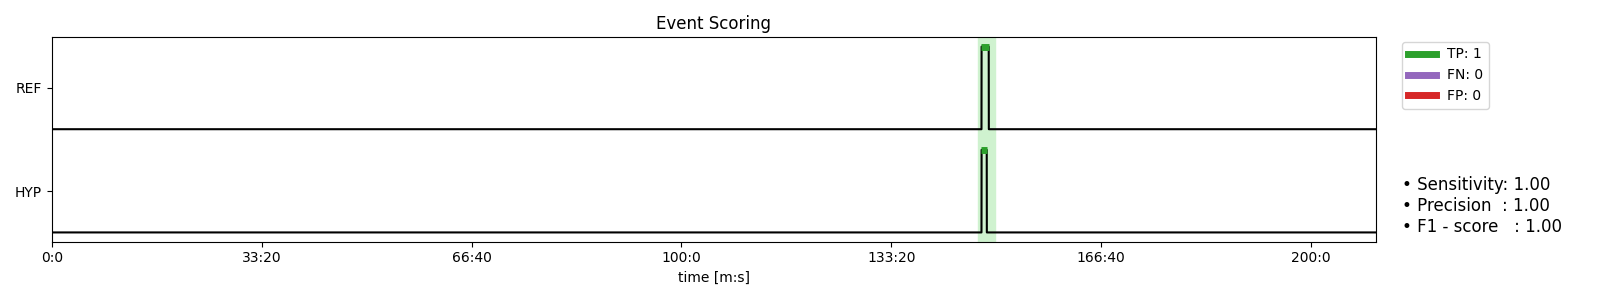 Event Scoring
REF
HYP
0:0
33:20
66:40
100:0
133:20
166:40
200:0
time [m:s]
TP: 1
FN: 0
FP: 0
• Sensitivity: 1.00
• Precision  : 1.00
• F1 - score   : 1.00